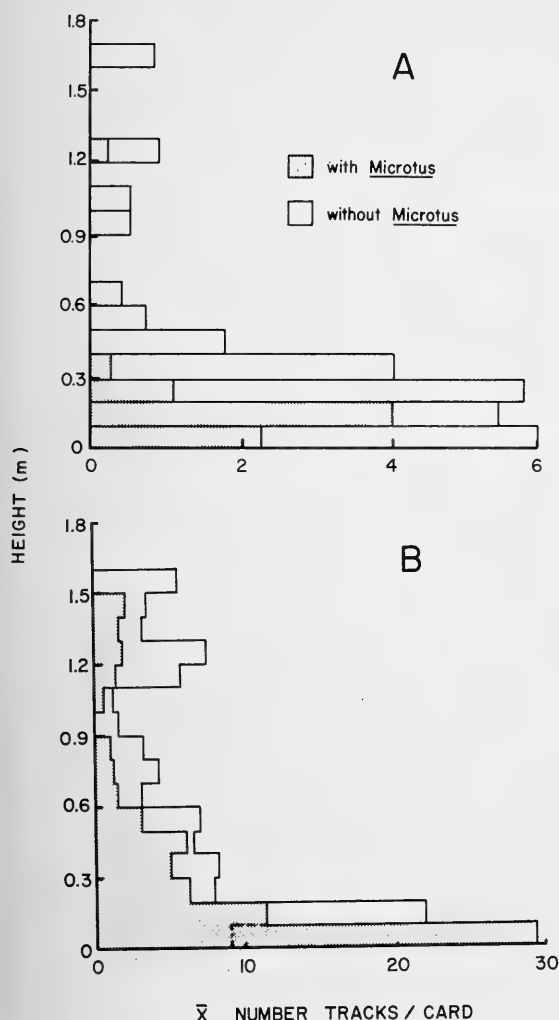 1.8
A
1.5
with Microtus
1.2
without Microtus
0.9
0.6
0.3
0
0 2 4 6
HEIGHT (m)
1.8
B
1.5
1.2
0.9
0.6
0.3
0
0 10 20 30
X̅ NUMBER TRACKS / CARD